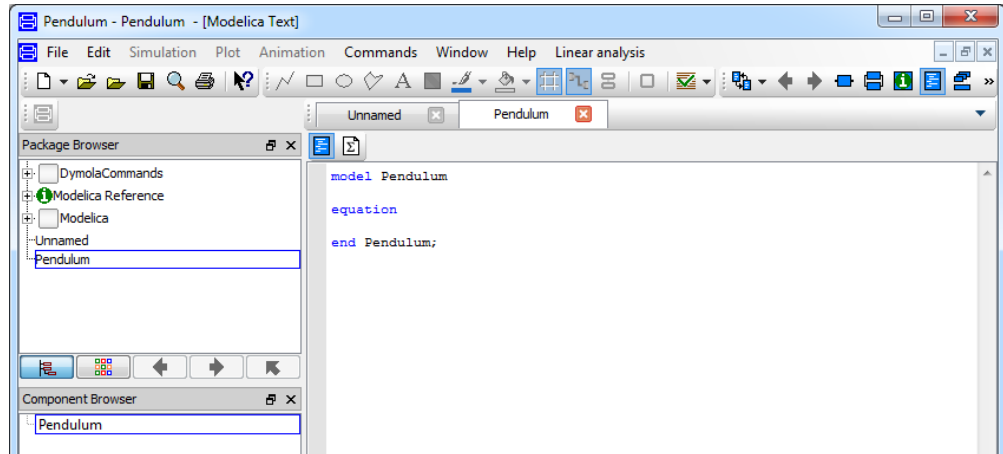 Pendulum - Pendulum - [Modelica Text]
File Edit Simulation Plot Animation Commands Window Help Linear analysis
A
Unnamed Pendulum
Package Browser
DymolaCommands
Modelica Reference
Modelica
Unnamed
Pendulum
Component Browser
Pendulum
model Pendulum
equation
end Pendulum;